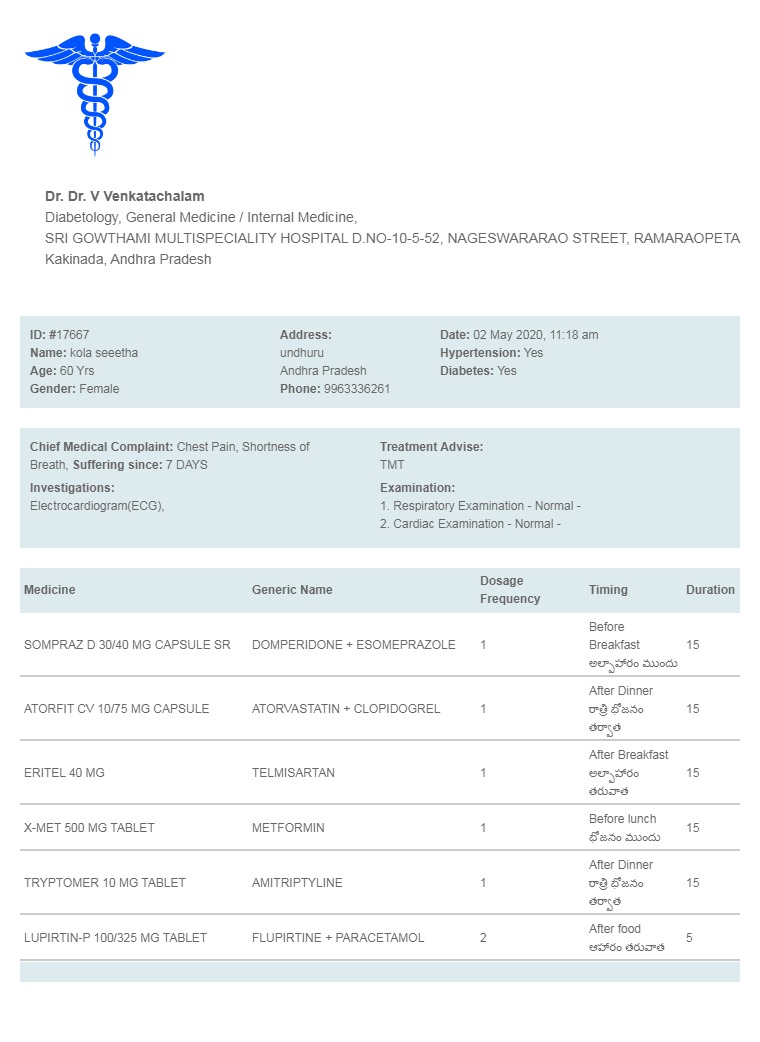 Dr. Dr. V Venkatachalam
Diabetology, General Medicine / Internal Medicine,
SRI GOWTHAMI MULTISPECIALITY HOSPITAL D.NO-10-5-52, NAGESWARARAO STREET, RAMARAOPETA
Kakinada, Andhra Pradesh
ID: #17667
Name: kola seeetha
Age: 60 Yrs
Gender: Female
Address:
undhuru
Andhra Pradesh
Phone: 9963336261
Date: 02 May 2020, 11:18 am
Hypertension: Yes
Diabetes: Yes
Chief Medical Complaint: Chest Pain, Shortness of
Breath, Suffering since: 7 DAYS
Investigations:
Electrocardiogram(ECG),
Treatment Advise:
TMT
Examination:
1. Respiratory Examination - Normal -
2. Cardiac Examination - Normal -
Medicine Generic Name Dosage Frequency Timing Duration
SOMPRAZ D 30/40 MG CAPSULE SR DOMPERIDONE + ESOMEPRAZOLE 1 Before Breakfast అల్పాహారం ముందు 15
ATORFIT CV 10/75 MG CAPSULE ATORVASTATIN + CLOPIDOGREL 1 After Dinner రాత్రి భోజనం తర్వాత 15
ERITEL 40 MG TELMISARTAN 1 After Breakfast అల్పాహారం తరువాత 15
X-MET 500 MG TABLET METFORMIN 1 Before lunch భోజనం ముందు 15
TRYPTOMER 10 MG TABLET AMITRIPTYLINE 1 After Dinner రాత్రి భోజనం తర్వాత 15
LUPIRTIN-P 100/325 MG TABLET FLUPIRTINE + PARACETAMOL 2 After food ఆహారం తరువాత 5